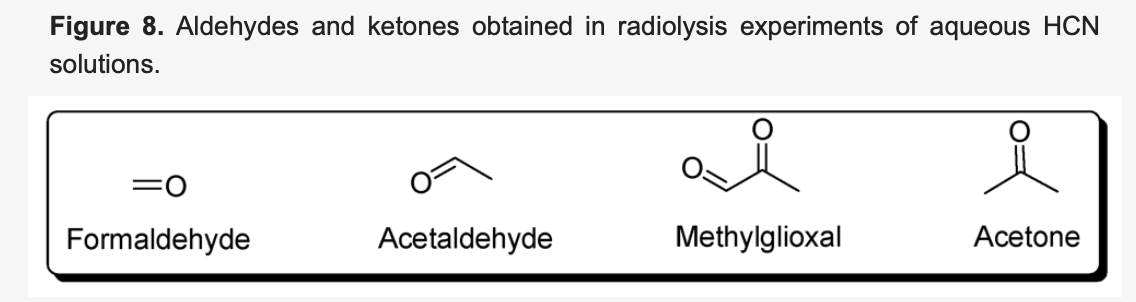 Figure 8. Aldehydes and ketones obtained in radiolysis experiments of aqueous HCN
solutions.
O O O O O
Formaldehyde Acetaldehyde Methylglioxal Acetone